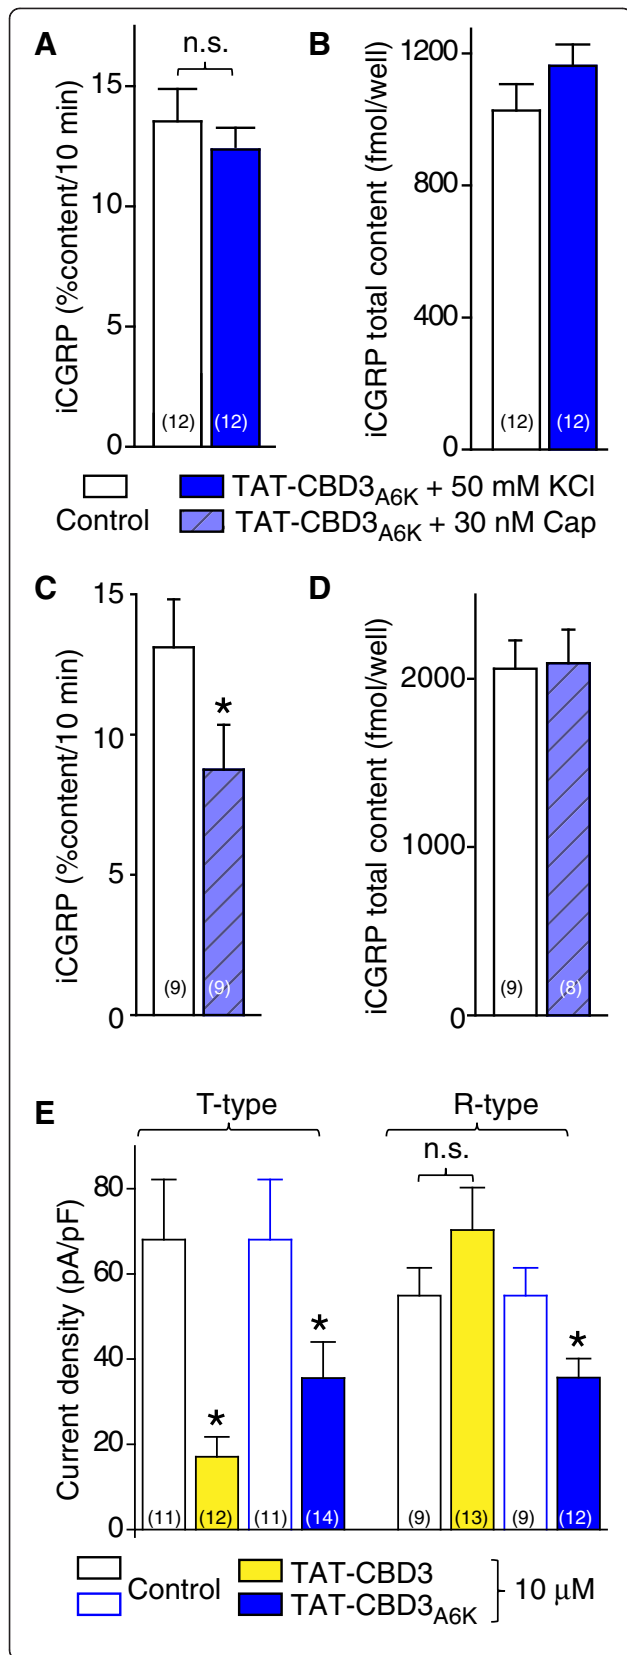 A
n.s.
iCGRP (%content/10 min)
15
10
5
0
(12)
(12)
B
iCGRP total content (fmol/well)
1200
800
400
0
(12)
(12)
Control
TAT-CBD3A6K + 50 mM KCl
TAT-CBD3A6K + 30 nM Cap
C
iCGRP (%content/10 min)
15
10
5
0
*
(9)
(9)
D
iCGRP total content (fmol/well)
2000
1000
0
(9)
(8)
E
T-type
R-type
n.s.
Current density (pA/pF)
80
60
40
20
0
*
*
*
(11)
(12)
(11)
(14)
(9)
(13)
(9)
(12)
Control
TAT-CBD3
TAT-CBD3A6K
10 μM